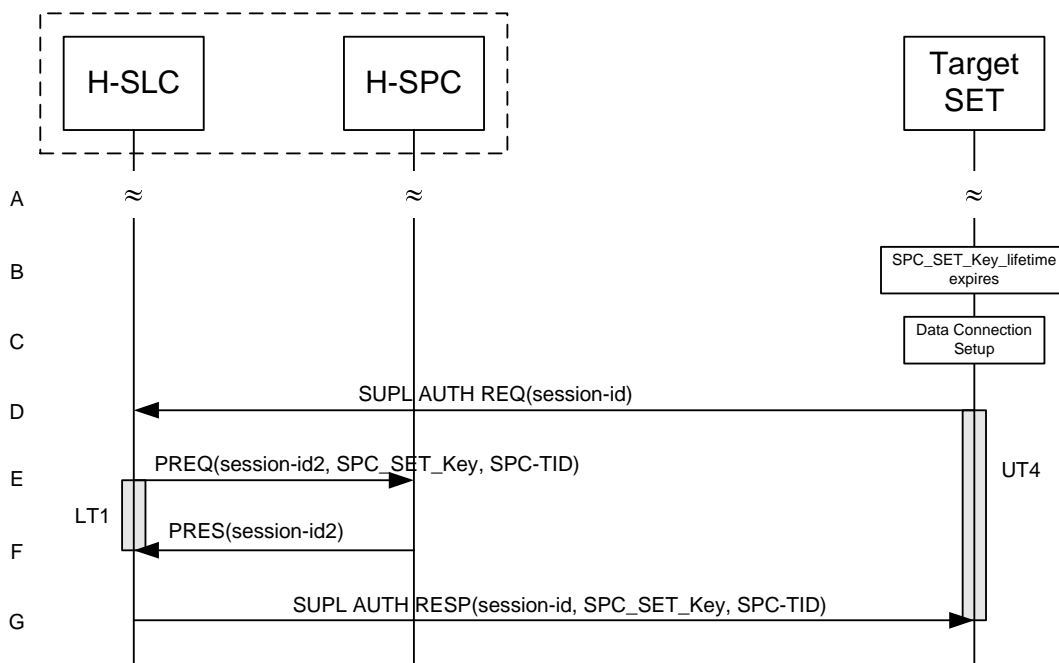 H-SLC
H-SPC
Target
SET
A
≈ ≈ ≈
B
SPC_SET_Key_lifetime
expires
C
Data Connection
Setup
D
SUPL AUTH REQ(session-id)
E
PREQ(session-id2, SPC_SET_Key, SPC-TID)
UT4
LT1
PRES(session-id2)
F
SUPL AUTH RESP(session-id, SPC_SET_Key, SPC-TID)
G